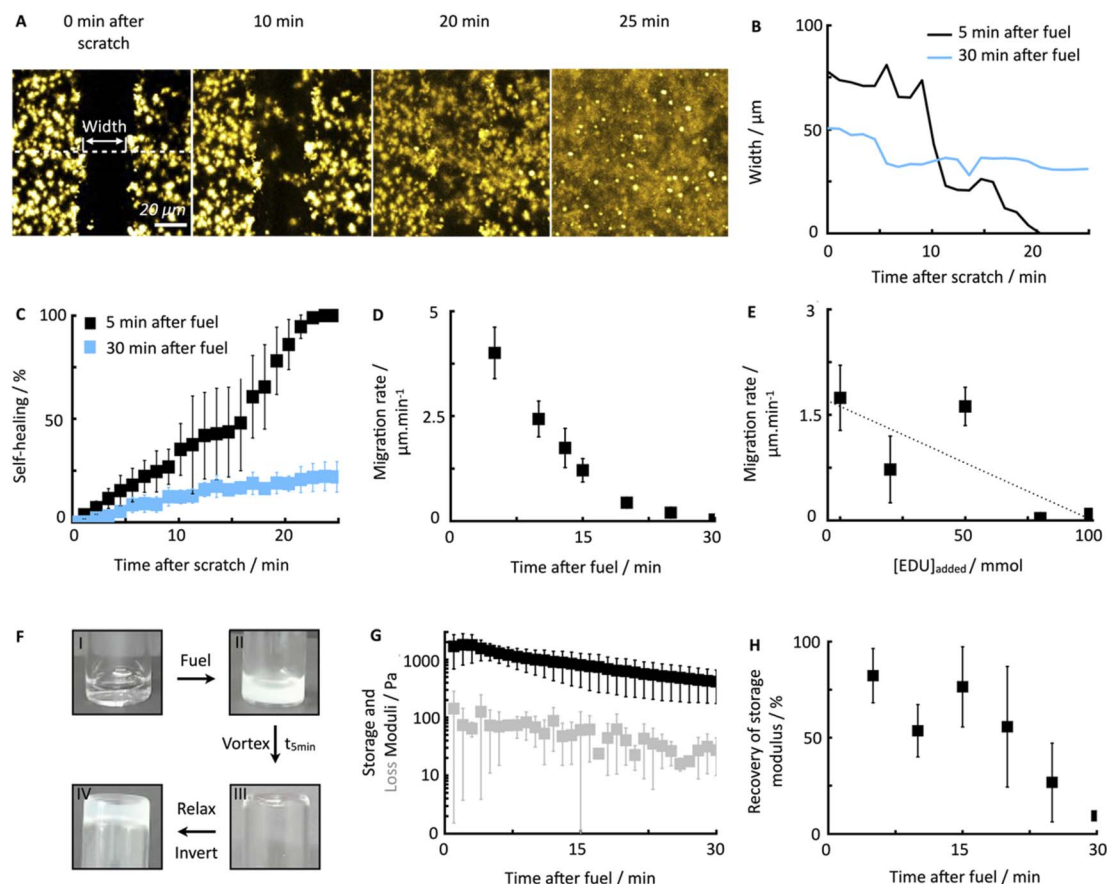 A
0 min after
scratch
10 min
20 min
25 min
Width
20 µm
B
5 min after fuel
30 min after fuel
100
50
0
Width / µm
0
10
20
Time after scratch / min
C
5 min after fuel
30 min after fuel
100
50
0
Self-healing / %
0
10
20
Time after scratch / min
D
5
2.5
0
Migration rate /
µm.min⁻¹
0
15
30
Time after fuel / min
E
3
1.5
0
Migration rate /
µm.min⁻¹
0
50
100
[EDU]added / mmol
F
I
Fuel
II
Vortex
t5min
III
Relax
Invert
IV
G
1000
100
10
0
Storage and
Loss Moduli / Pa
0
15
30
Time after fuel / min
H
100
50
0
Recovery of storage
modulus / %
0
15
30
Time after fuel / min